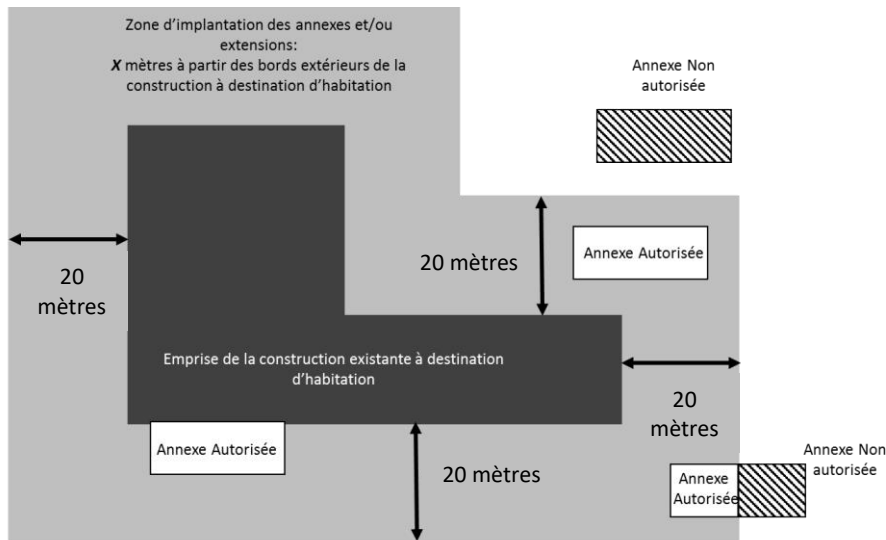 Zone d’implantation des annexes et/ou
extensions:
X mètres à partir des bords extérieurs de la
construction à destination d’habitation
Annexe Non
autorisée
Annexe Autorisée
20 mètres
20
mètres
Emprise de la construction existante à destination
d’habitation
20
mètres
Annexe Autorisée
20 mètres
Annexe
Autorisée
Annexe Non
autorisée